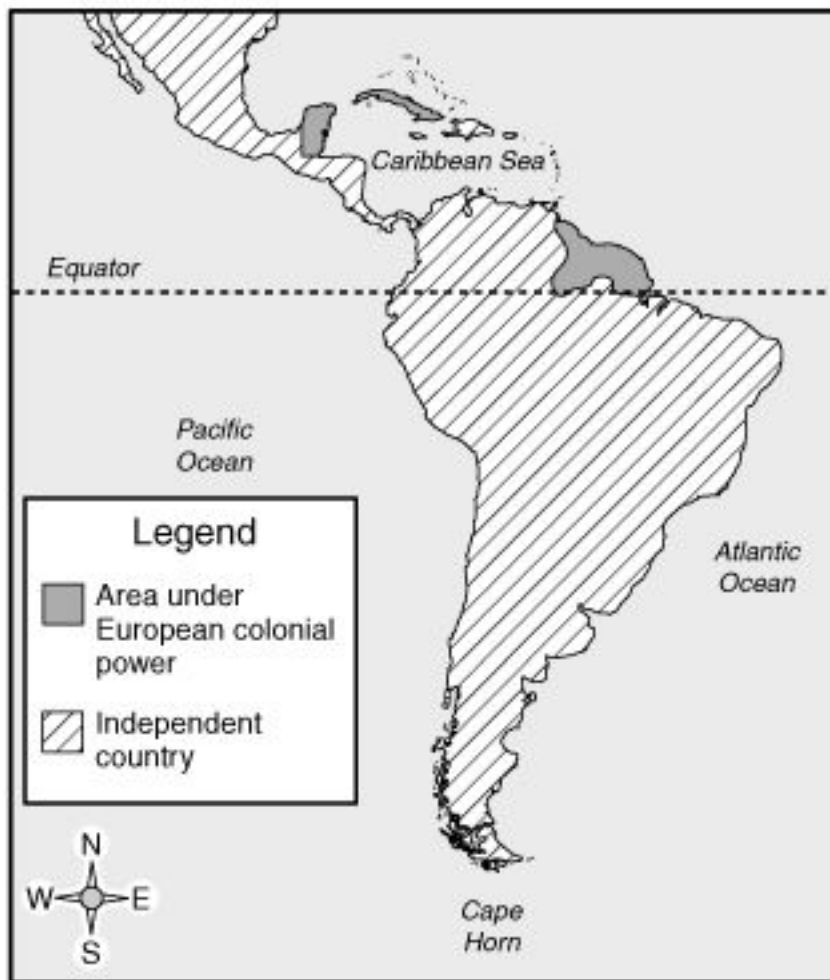 Caribbean Sea
Equator
Pacific
Ocean
Atlantic
Ocean
Legend
Area under
European colonial
power
Independent
country
N
W
E
S
Cape
Horn